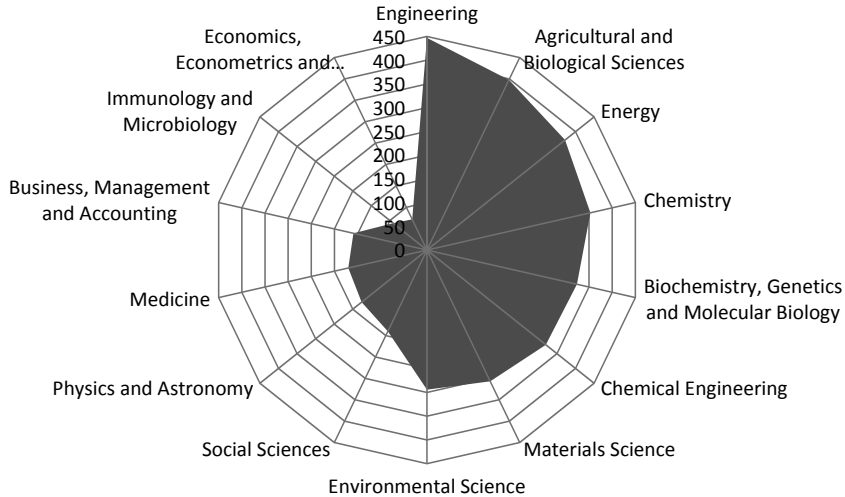 Engineering
Agricultural and
Biological Sciences
Energy
Chemistry
Biochemistry, Genetics
and Molecular Biology
Chemical Engineering
Materials Science
Environmental Science
Social Sciences
Physics and Astronomy
Medicine
Business, Management
and Accounting
Immunology and
Microbiology
Economics,
Econometrics and...
450
400
350
300
250
200
150
100
50
0